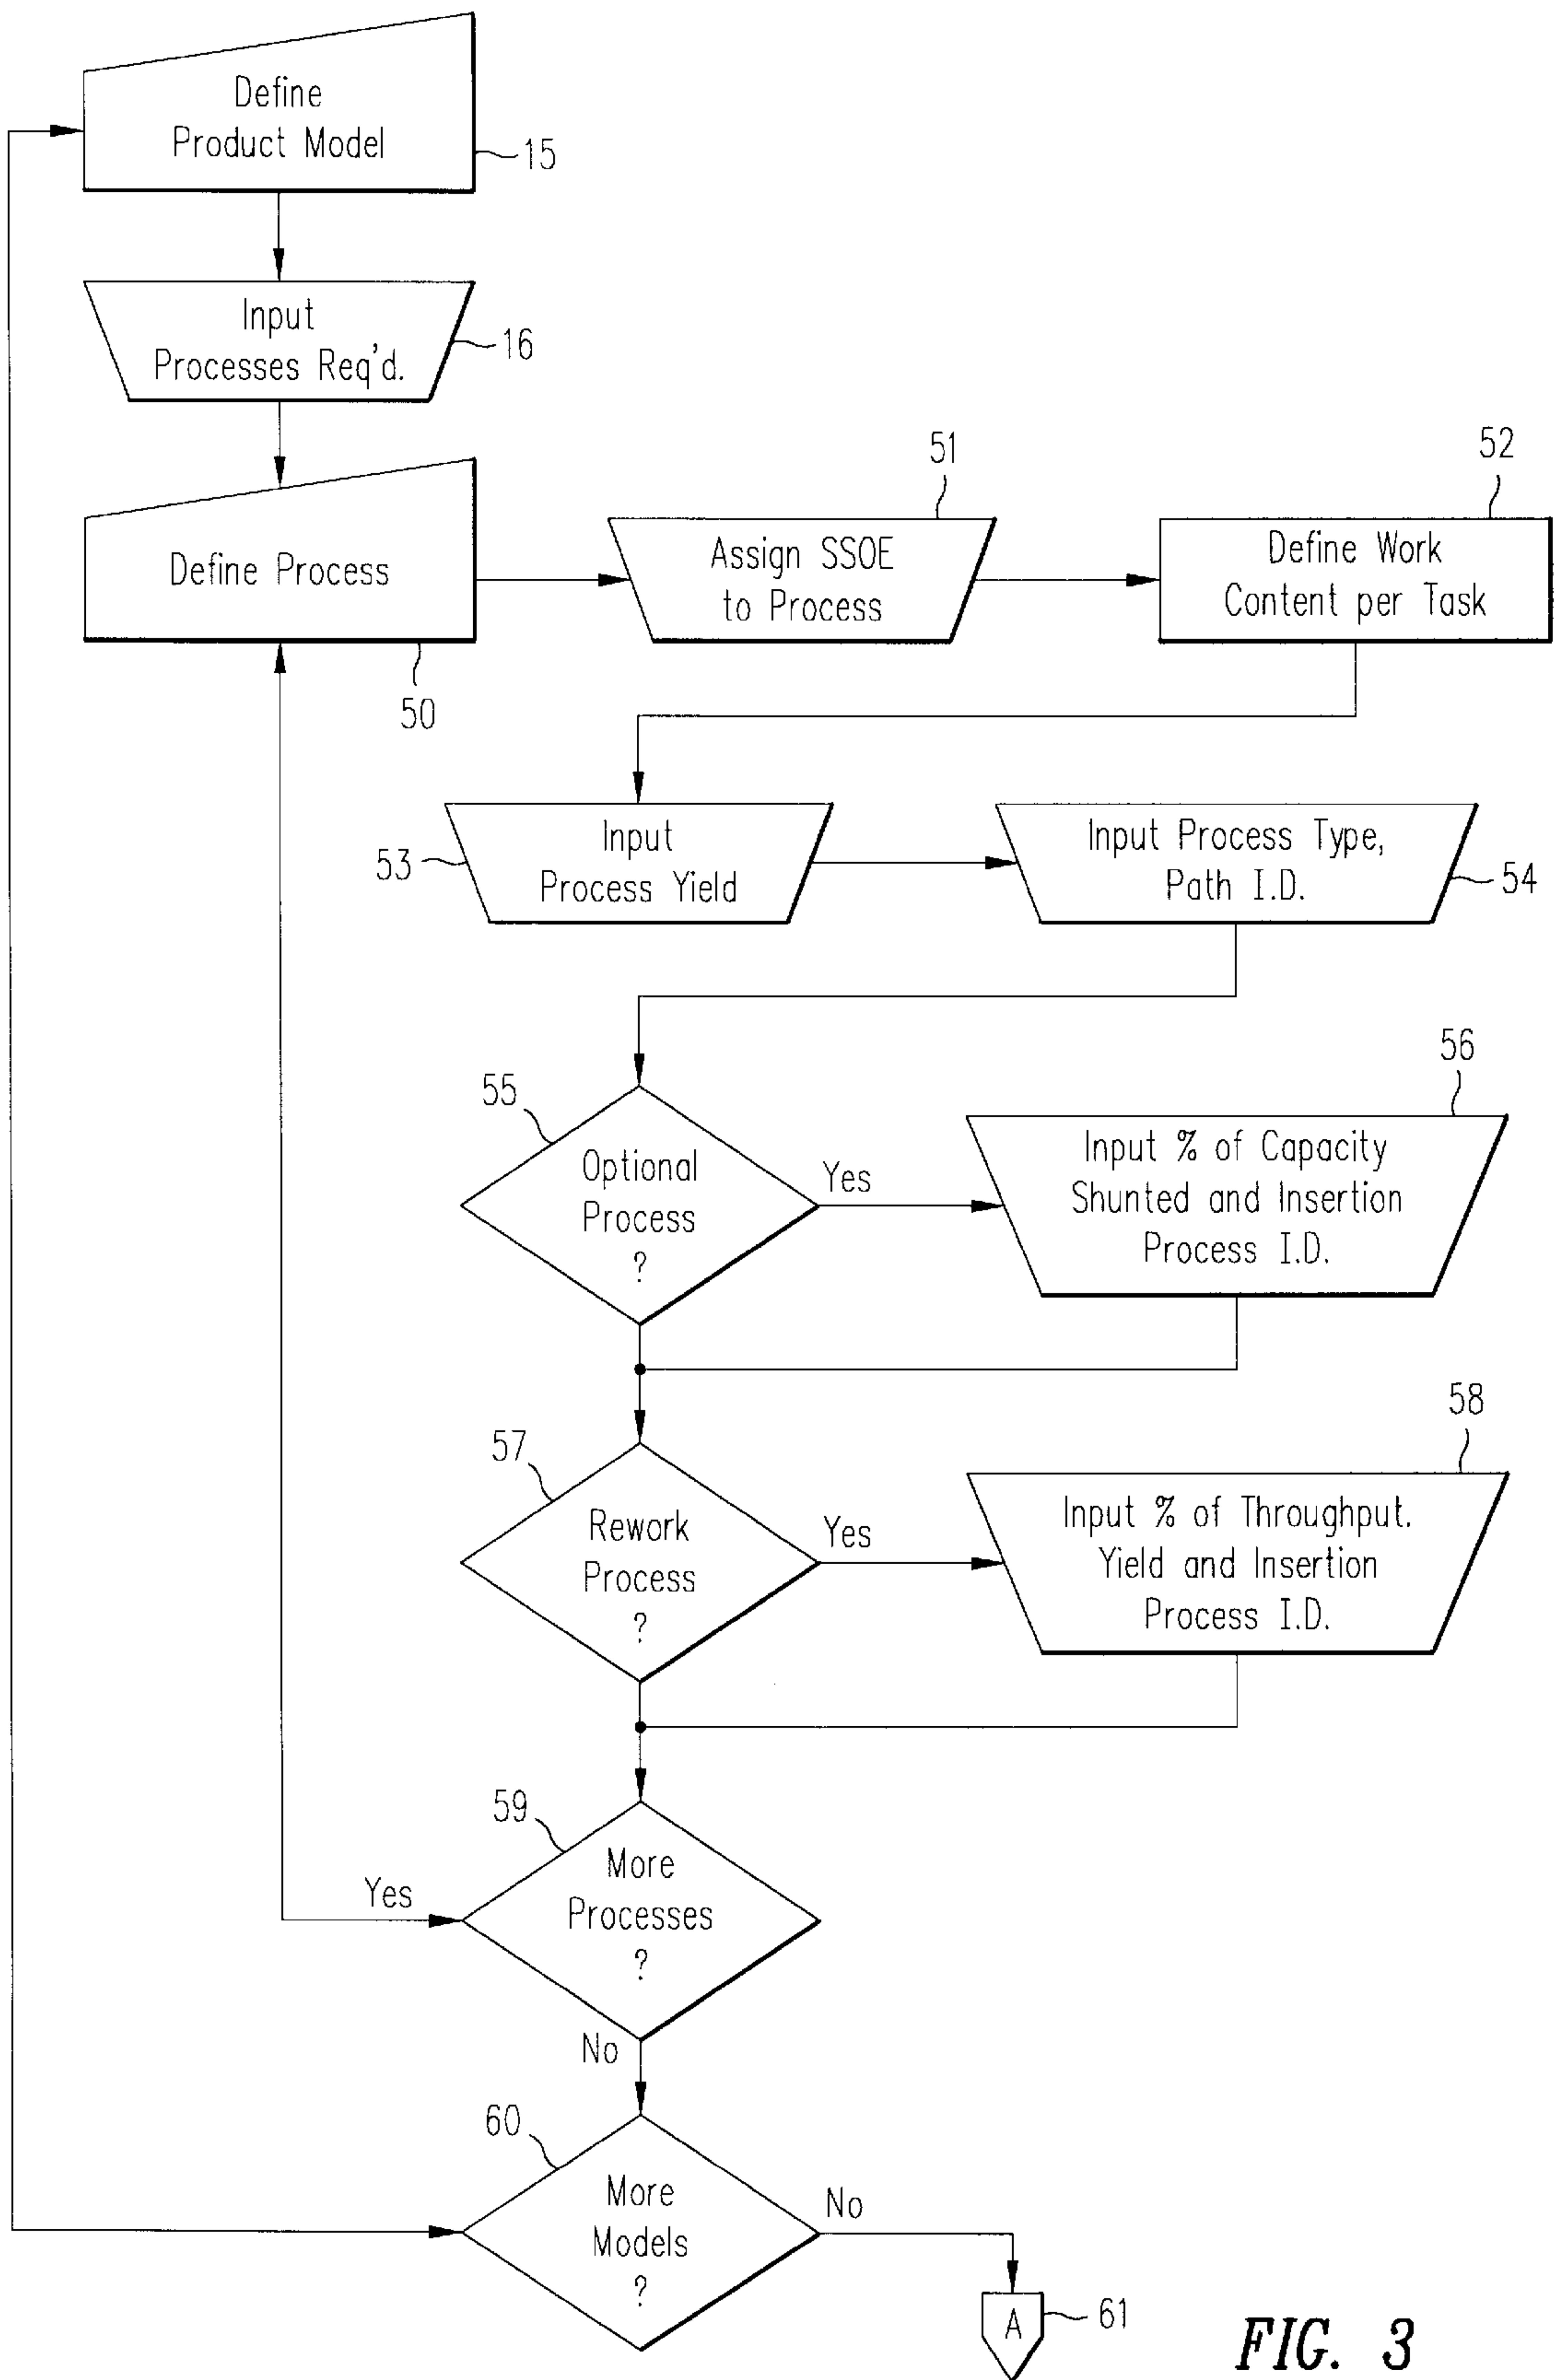 Define
Product Model
15
Input
Processes Req'd.
16
Define Process
50
51
Assign SSOE
to Process
52
Define Work
Content per Task
53
Input
Process Yield
Input Process Type,
Path I.D.
54
55
Optional
Process
?
Yes
56
Input % of Capacity
Shunted and Insertion
Process I.D.
57
Rework
Process
?
Yes
58
Input % of Throughput.
Yield and Insertion
Process I.D.
59
More
Processes
?
Yes
No
60
More
Models
?
No
A
61
FIG. 3